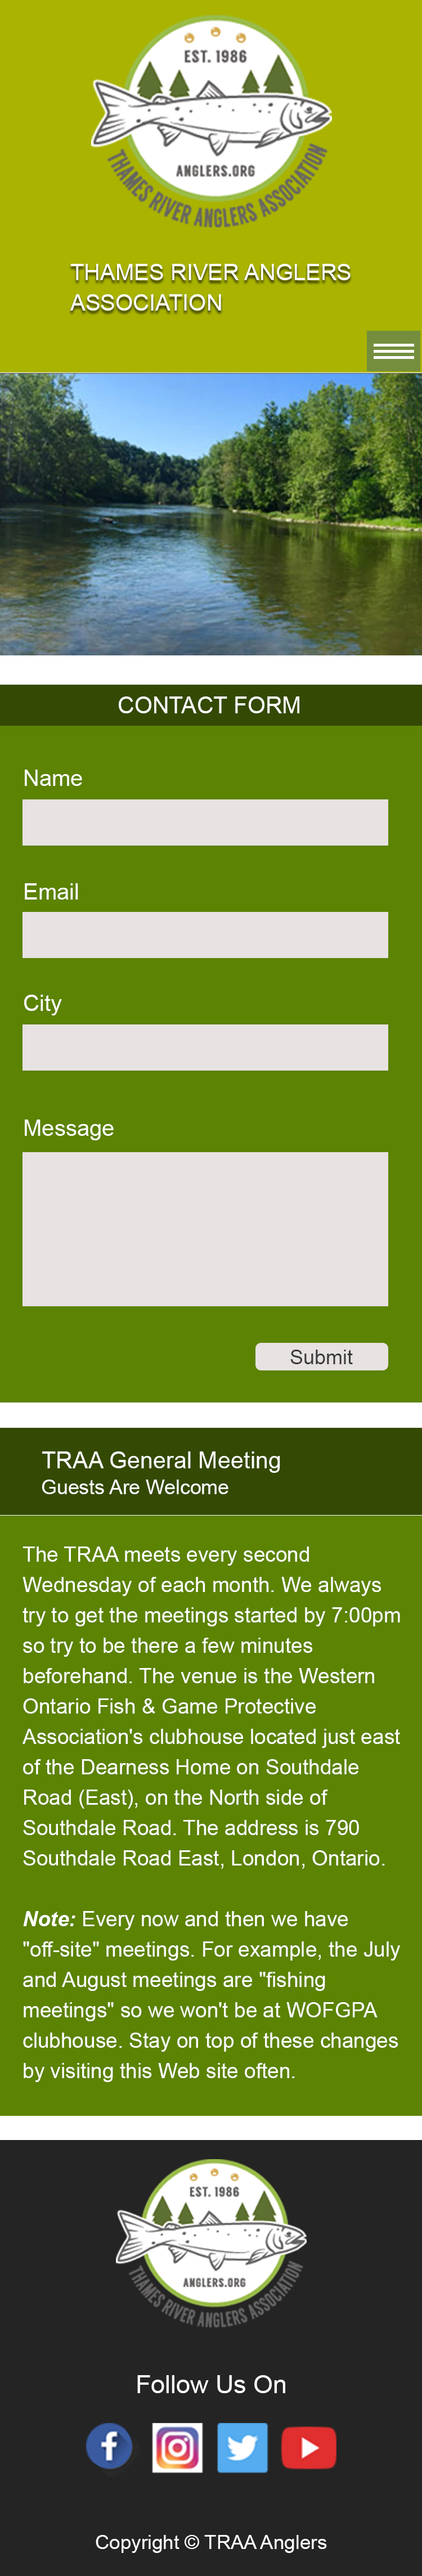 EST. 1986
ANGLERS.ORG
THAMES RIVER ANGLERS ASSOCIATION
THAMES RIVER ANGLERS
ASSOCIATION
CONTACT FORM
Name
Email
City
Message
Submit
TRAA General Meeting
Guests Are Welcome
The TRAA meets every second
Wednesday of each month. We always
try to get the meetings started by 7:00pm
so try to be there a few minutes
beforehand. The venue is the Western
Ontario Fish & Game Protective
Association's clubhouse located just east
of the Dearness Home on Southdale
Road (East), on the North side of
Southdale Road. The address is 790
Southdale Road East, London, Ontario.
Note: Every now and then we have
"off-site" meetings. For example, the July
and August meetings are "fishing
meetings" so we won't be at WOFGPA
clubhouse. Stay on top of these changes
by visiting this Web site often.
EST. 1986
ANGLERS.ORG
THAMES RIVER ANGLERS ASSOCIATION
Follow Us On
Copyright © TRAA Anglers